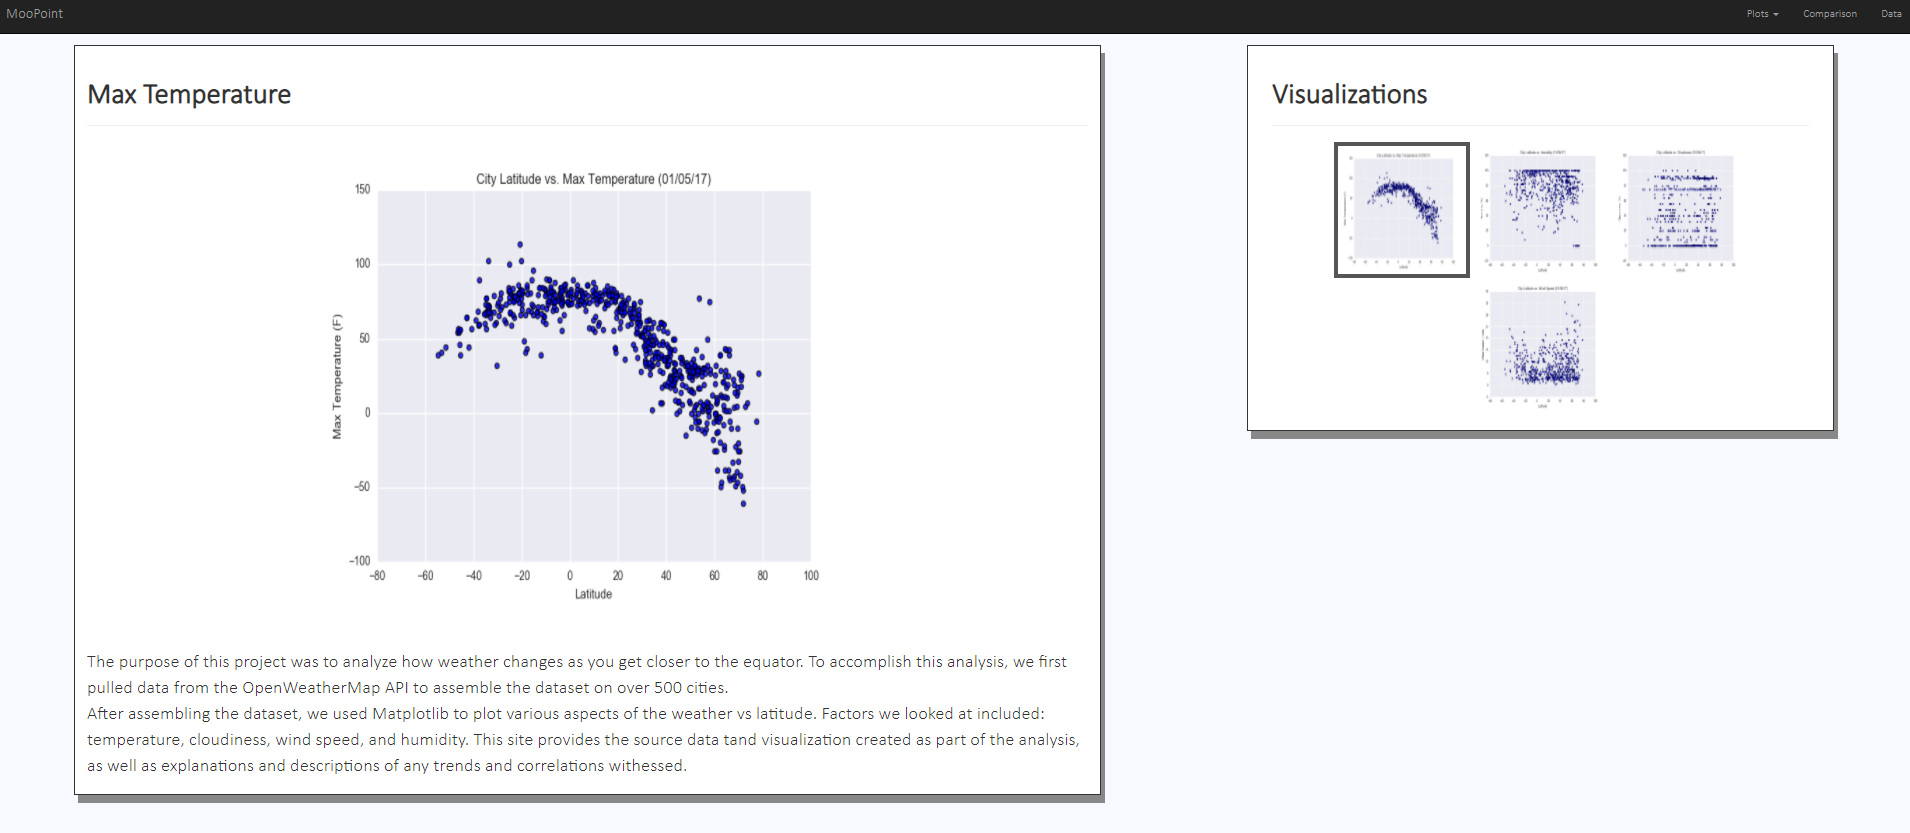 MooPoint
Plots
Comparison
Data
Max Temperature
City Latitude vs. Max Temperature (01/05/17)
150
100
50
0
−50
−100
Max Temperature (F)
−80 −60 −40 −20 0 20 40 60 80 100
Latitude
The purpose of this project was to analyze how weather changes as you get closer to the equator. To accomplish this analysis, we first
pulled data from the OpenWeatherMap API to assemble the dataset on over 500 cities.
After assembling the dataset, we used Matplotlib to plot various aspects of the weather vs latitude. Factors we looked at included:
temperature, cloudiness, wind speed, and humidity. This site provides the source data tand visualization created as part of the analysis,
as well as explanations and descriptions of any trends and correlations withessed.
Visualizations